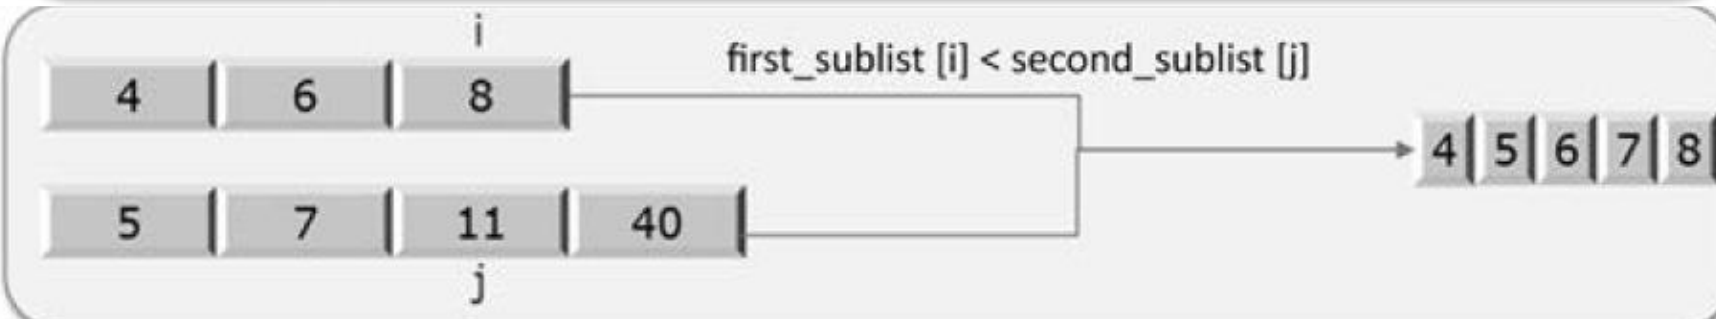 i
first_sublist [i] < second_sublist [j]
4 6 8
4 5 6 7 8
5 7 11 40
j